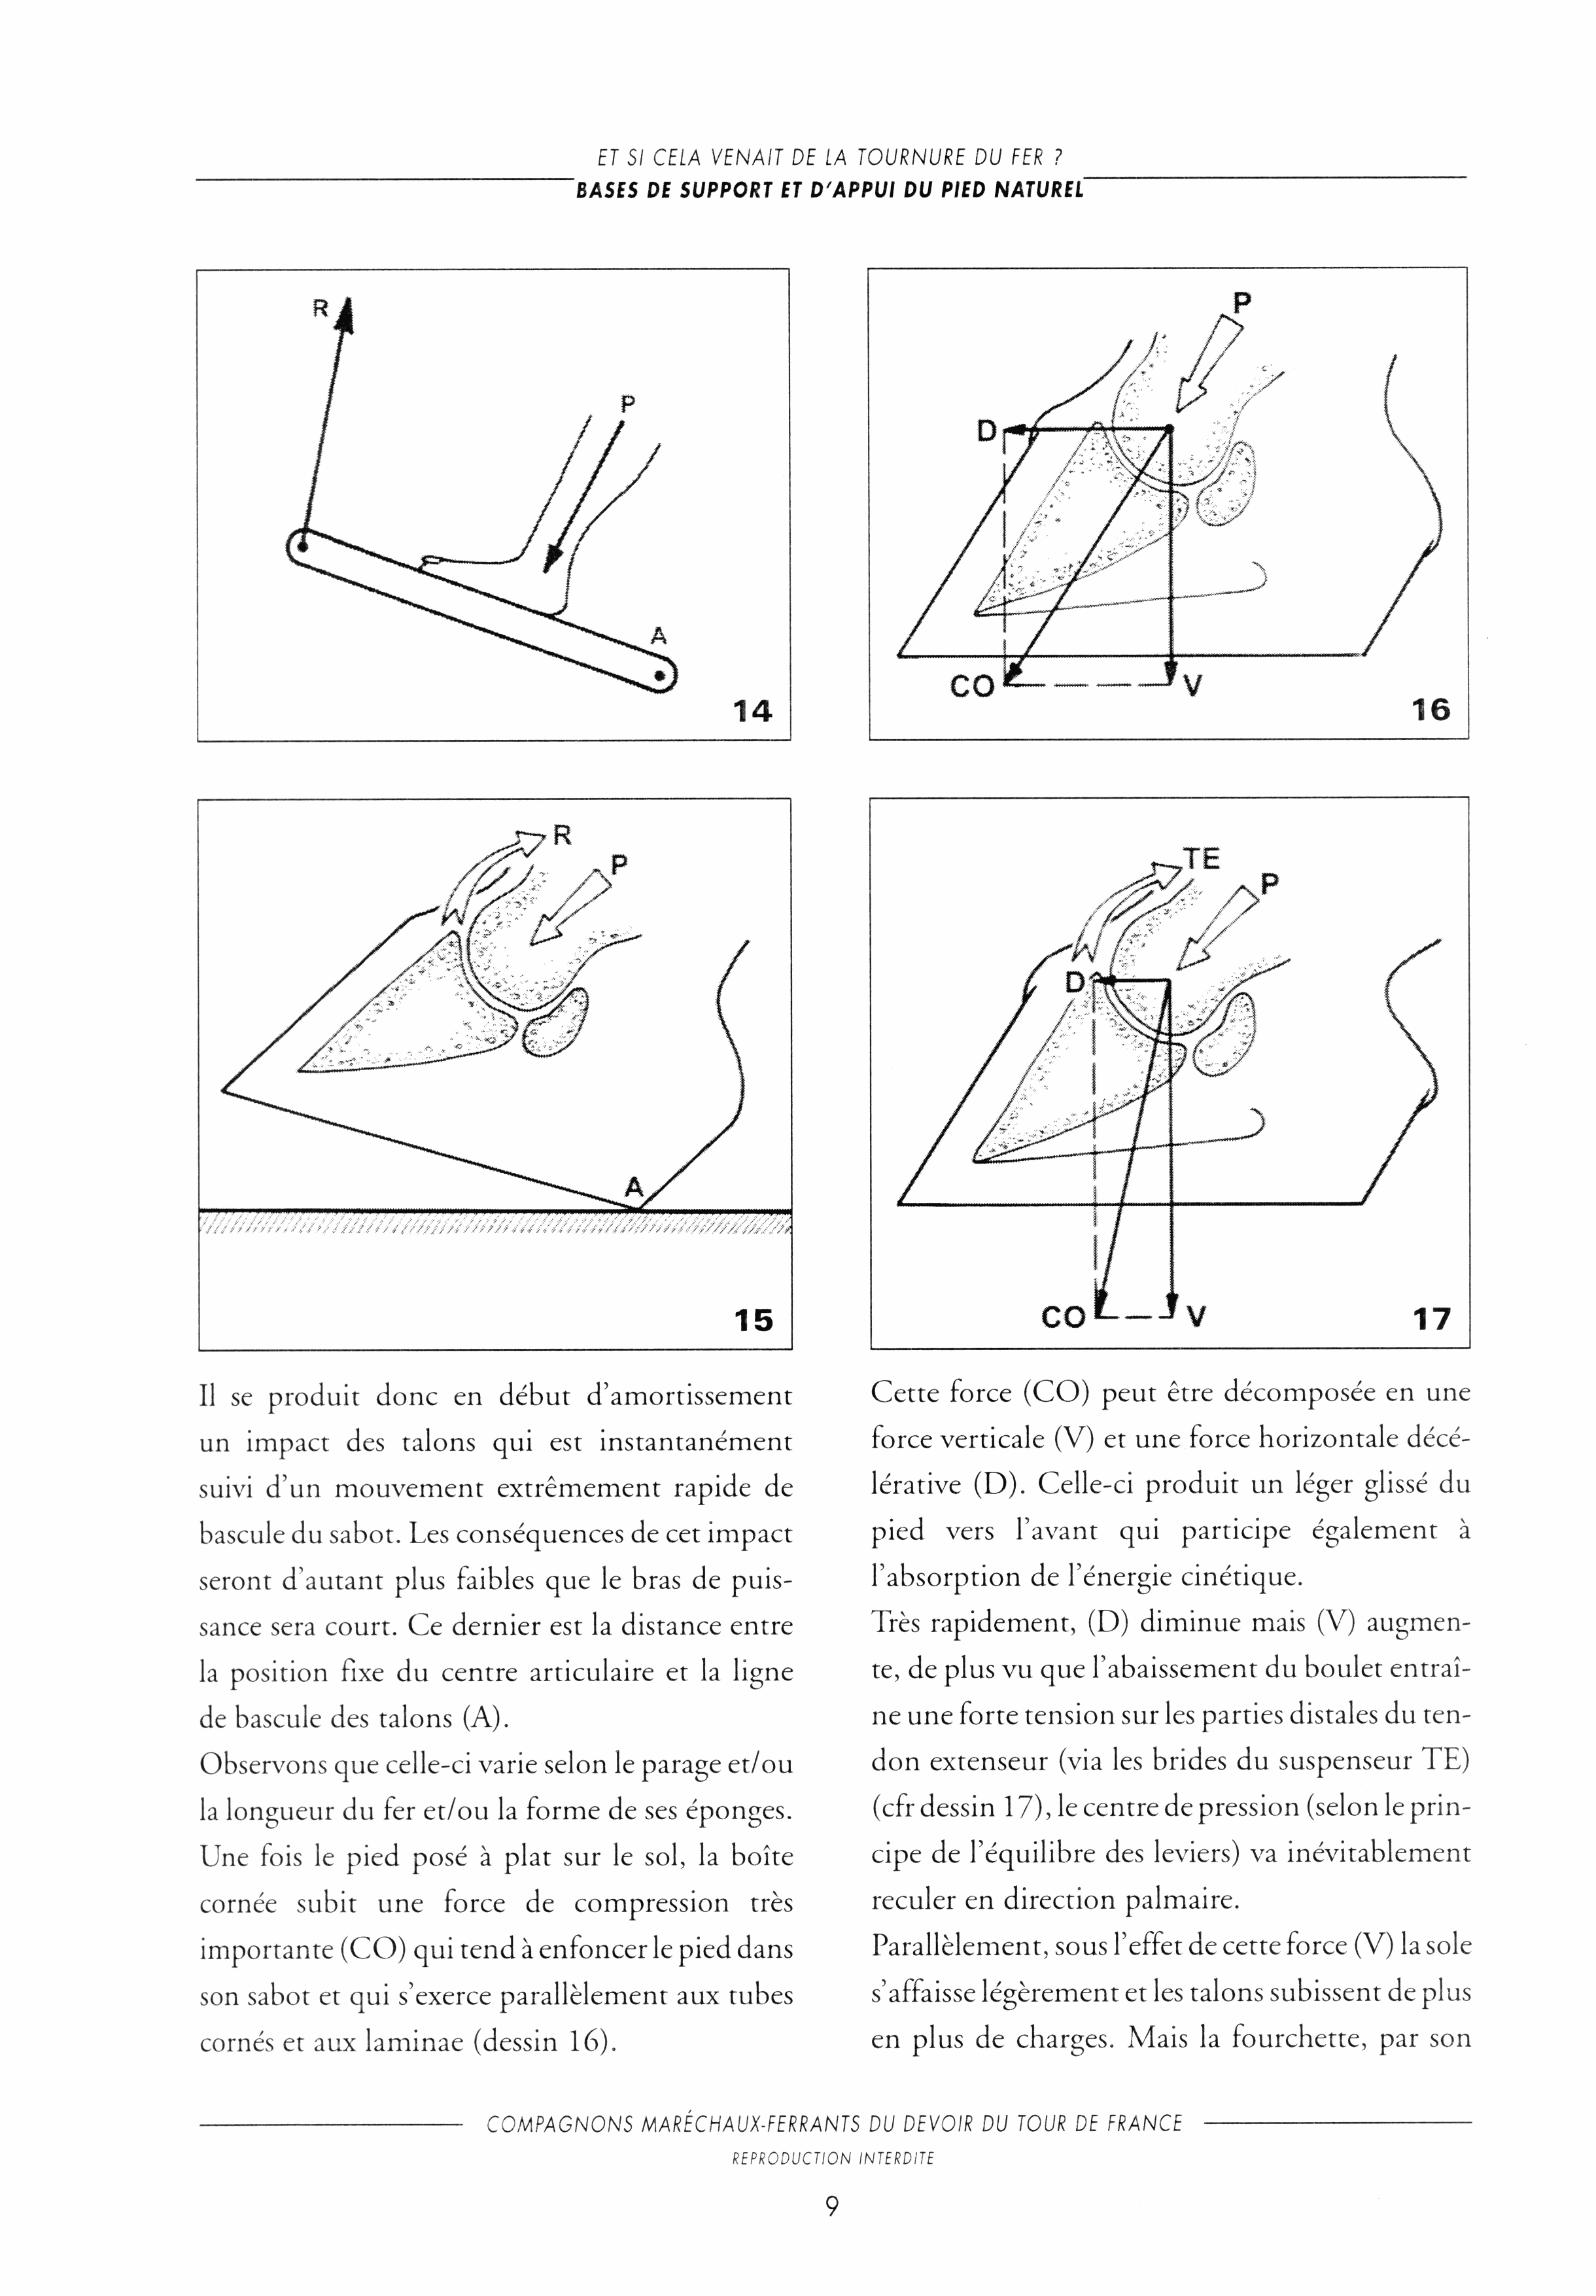 ET SI CELA VENAIT DE LA TOURNURE DU FER ?
BASES DE SUPPORT ET D'APPUI DU PIED NATUREL
R
P
A
14
P
D
CO
V
16
R
P
A
15
TE
P
D
CO
V
17
Il se produit donc en début d'amortissement
un impact des talons qui est instantanément
suivi d'un mouvement extrêmement rapide de
bascule du sabot. Les conséquences de cet impact
seront d'autant plus faibles que le bras de puis-
sance sera court. Ce dernier est la distance entre
la position fixe du centre articulaire et la ligne
de bascule des talons (A).
Observons que celle-ci varie selon le parage et/ou
la longueur du fer et/ou la forme de ses éponges.
Une fois le pied posé à plat sur le sol, la boîte
cornée subit une force de compression très
importante (CO) qui tend à enfoncer le pied dans
son sabot et qui s'exerce parallèlement aux tubes
cornés et aux laminae (dessin 16).
Cette force (CO) peut être décomposée en une
force verticale (V) et une force horizontale décé-
lérative (D). Celle-ci produit un léger glissé du
pied vers l'avant qui participe également à
l'absorption de l'énergie cinétique.
Très rapidement, (D) diminue mais (V) augmen-
te, de plus vu que l'abaissement du boulet entraî-
ne une forte tension sur les parties distales du ten-
don extenseur (via les brides du suspenseur TE)
(cfr dessin 17), le centre de pression (selon le prin-
cipe de l'équilibre des leviers) va inévitablement
reculer en direction palmaire.
Parallèlement, sous l'effet de cette force (V) la sole
s'affaisse légèrement et les talons subissent de plus
en plus de charges. Mais la fourchette, par son
COMPAGNONS MARÉCHAUX-FERRANTS DU DEVOIR DU TOUR DE FRANCE
REPRODUCTION INTERDITE
9